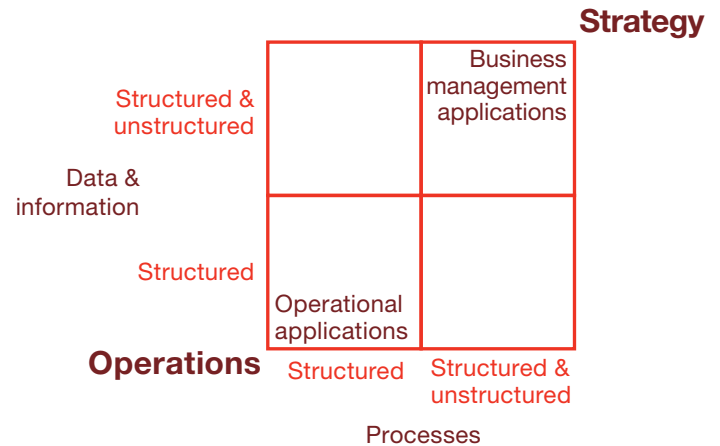 Strategy
Business
management
applications
Structured &
unstructured
Data &
information
Structured
Operational
applications
Operations
Structured
Structured &
unstructured
Processes